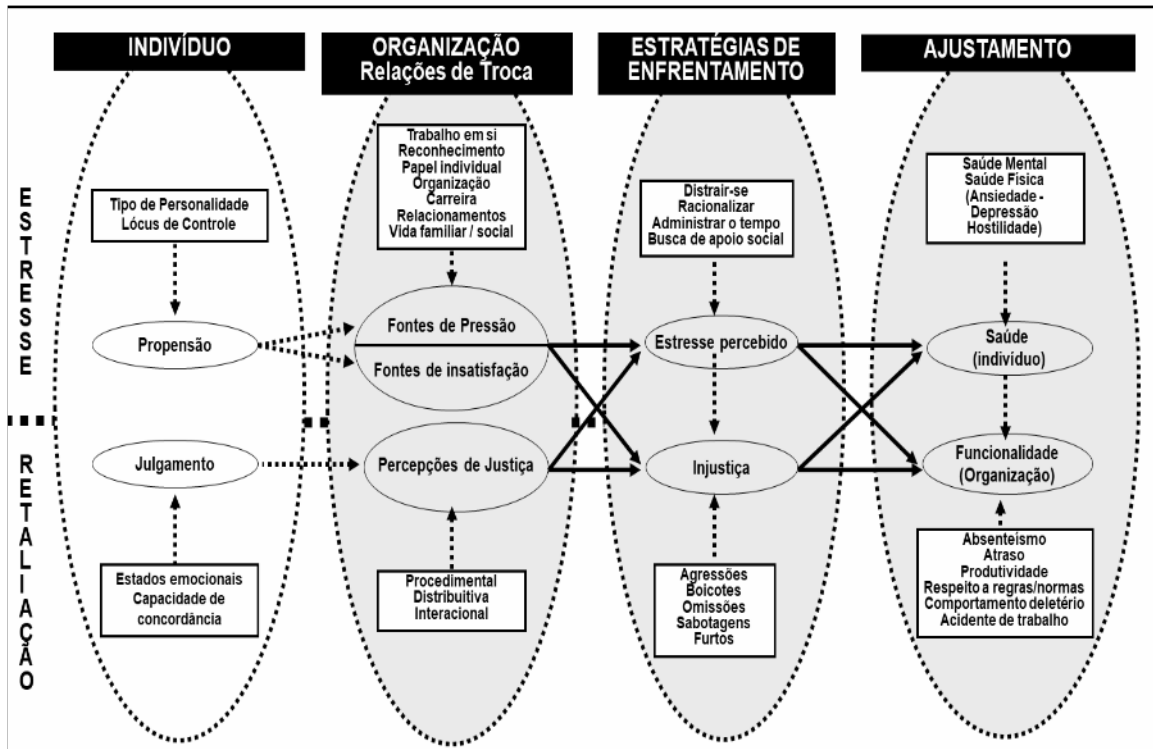 INDIVÍDUO
ORGANIZAÇÃO
Relações de Troca
ESTRATÉGIAS DE
ENFRENTAMENTO
AJUSTAMENTO
ESTRESSE
Tipo de Personalidade
Lócus de Controle
Trabalho em si
Reconhecimento
Papel individual
Organização
Carreira
Relacionamentos
Vida familiar / social
Distrair-se
Racionalizar
Administrar o tempo
Busca de apoio social
Saúde Mental
Saúde Física
(Ansiedade -
Depressão
Hostilidade)
Propensão
Fontes de Pressão
Fontes de insatisfação
Estresse percebido
Saúde
(indivíduo)
RETALIAÇÃO
Julgamento
Percepções de Justiça
Injustiça
Funcionalidade
(Organização)
Estados emocionais
Capacidade de
concordância
Procedimental
Distribuitiva
Interacional
Agressões
Boicotes
Omissões
Sabotagens
Furtos
Absenteísmo
Atraso
Produtividade
Respeito a regras/normas
Comportamento deletério
Acidente de trabalho